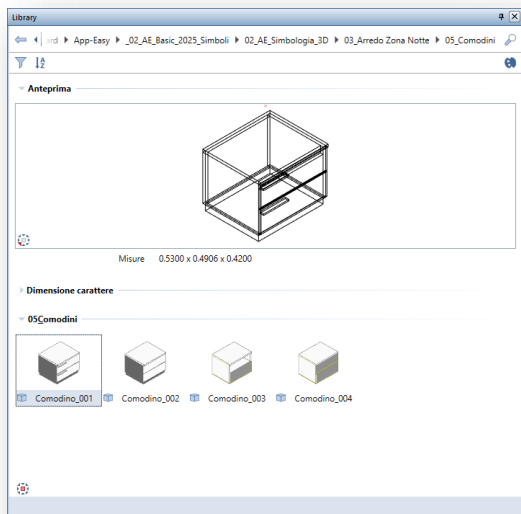 Library
ard App-Easy _02_AE_Basic_2025_Simboli 02_AE_Simbologia_3D 03_Arredo Zona Notte 05_Comodini
Anteprima
Misure 0.5300 x 0.4906 x 0.4200
Dimensione carattere
05Comodini
Comodino_001 Comodino_002 Comodino_003 Comodino_004